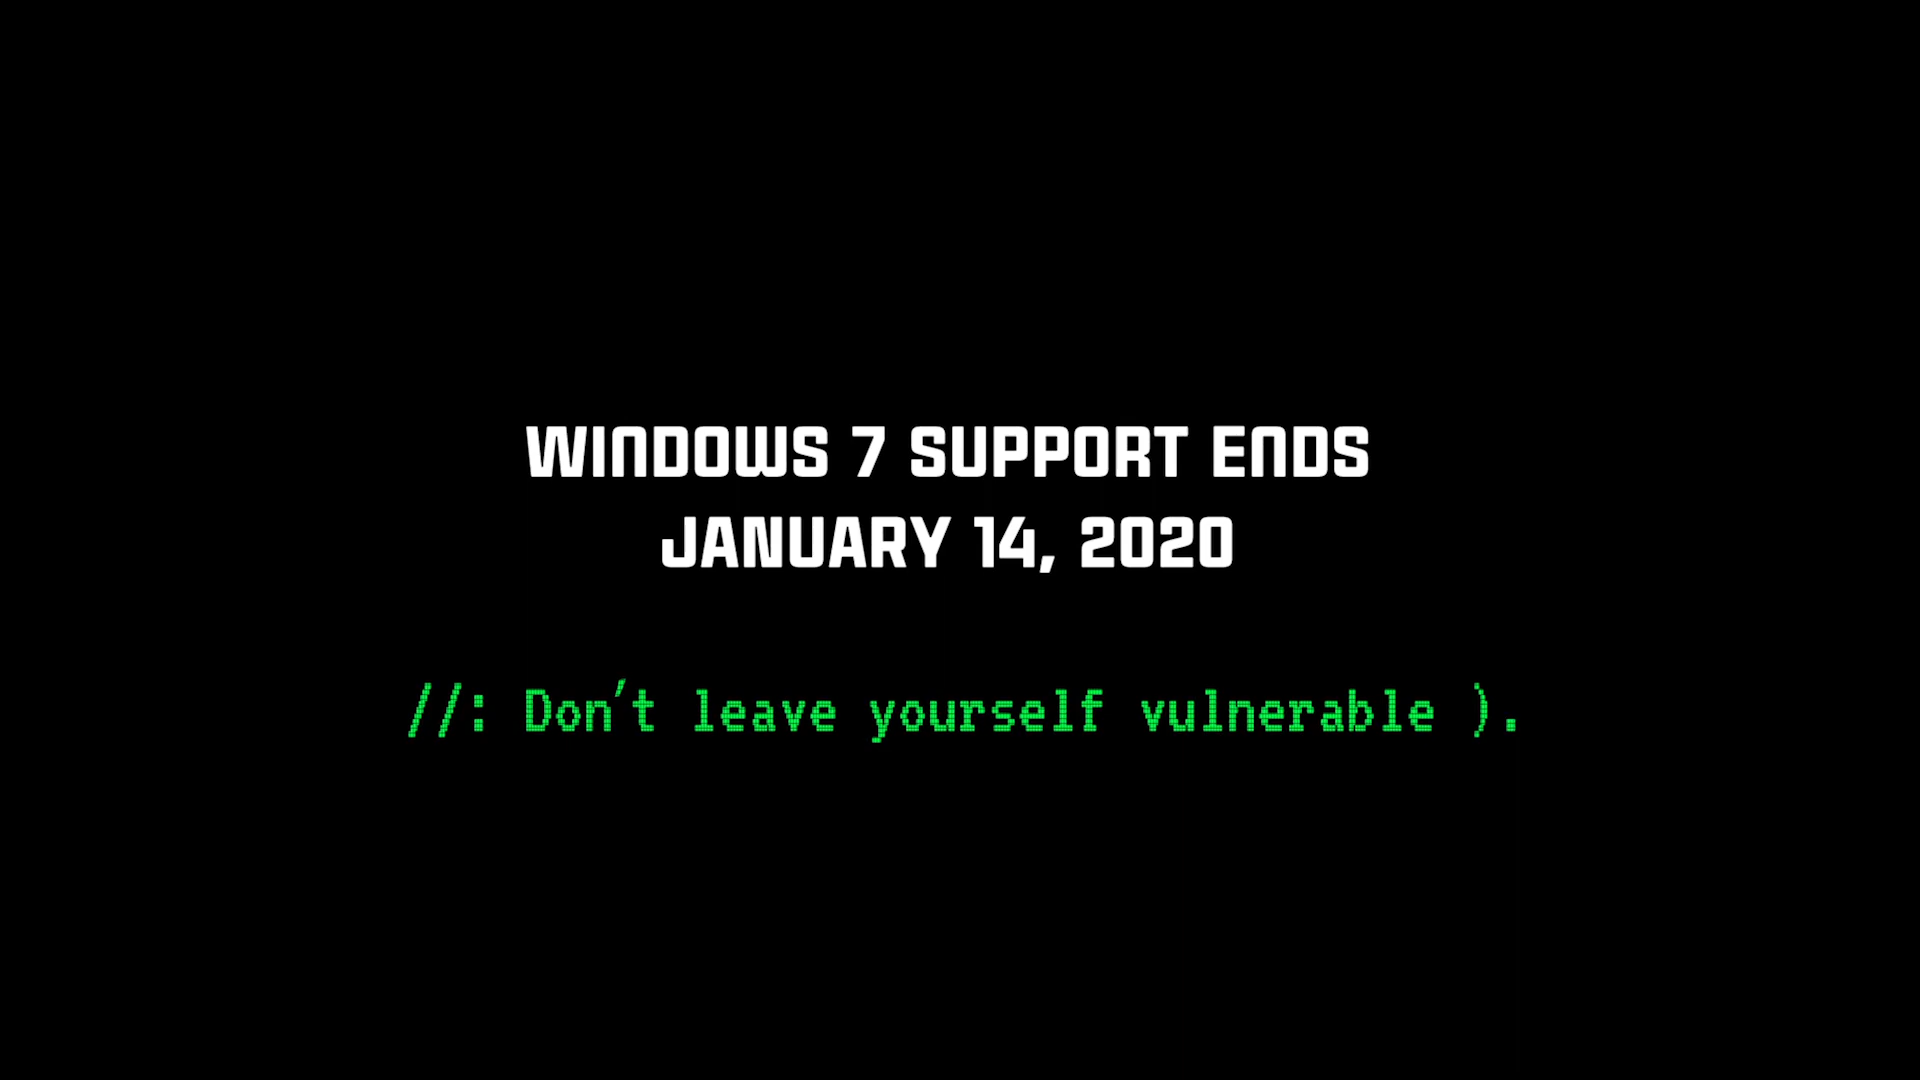 WINDOWS 7 SUPPORT ENDS
JANUARY 14, 2020
//: Don't leave yourself vulnerable ).